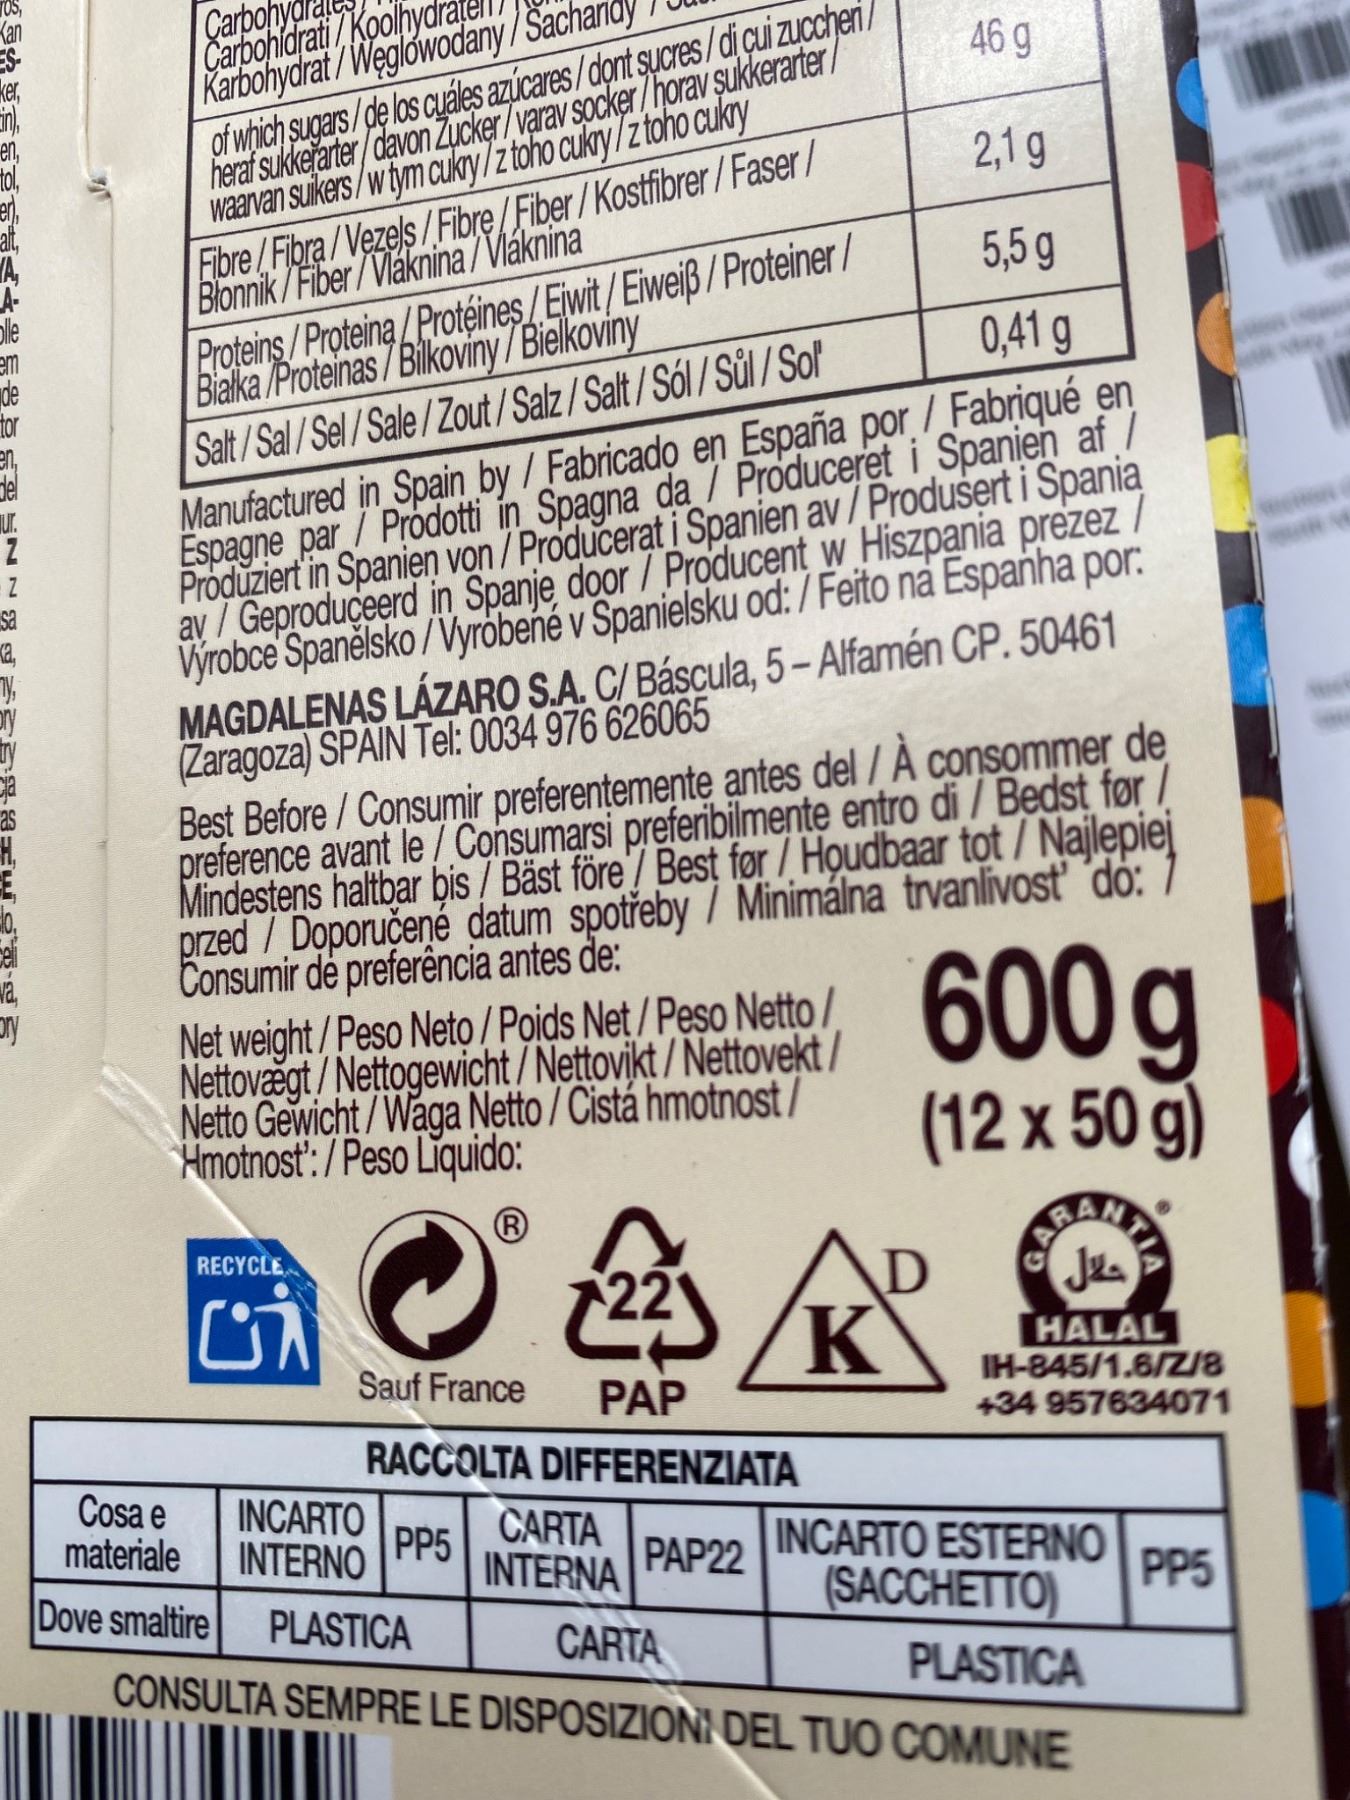 Carbohydrates /
Carbohidrati / Koolhydraten /
Karbohydrat / Węglowodany / Sacharidy /
of which sugars / de los cuáles azúcares / dont sucres / di cui zuccheri /
heraf sukkerarter / davon Zucker / varav socker / horav sukkerarter /
waarvan suikers / w tym cukry / z toho cukry / z toho cukry
46 g
Fibre / Fibra / Vezels / Fibre / Fiber / Kostfibrer / Faser /
Błonnik / Fiber / Vláknina / Vláknina
2,1 g
Proteins / Proteina / Protéines / Eiwit / Eiweiβ / Proteiner /
Białka /Proteínas / Bílkoviny / Bielkoviny
5,5 g
Salt / Sal / Sel / Sale / Zout / Salz / Salt / Sól / Sůl / Sol'
0,41 g
Manufactured in Spain by / Fabricado en España por / Fabriqué en
Espagne par / Prodotti in Spagna da / Produceret i Spanien af /
Produziert in Spanien von / Producerat i Spanien av / Produsert i Spania
av / Geproduceerd in Spanje door / Producent w Hiszpania prezez /
Výrobce Španělsko / Vyrobené v Spanielsku od: / Feito na Espanha por:
MAGDALENAS LÁZARO S.A. C/ Báscula, 5 – Alfamén CP. 50461
(Zaragoza) SPAIN Tel: 0034 976 626065
Best Before / Consumir preferentemente antes del / À consommer de
preference avant le / Consumarsi preferibilmente entro di / Bedst før /
Mindestens haltbar bis / Bäst före / Best før / Houdbaar tot / Najlepiej
przed / Doporučené datum spotřeby / Minimálna trvanlivost' do: /
Consumir de preferência antes de:
Net weight / Peso Neto / Poids Net / Peso Netto /
Nettovægt / Nettogewicht / Nettovikt / Nettovekt /
Netto Gewicht / Waga Netto / Cistá hmotnost /
Hmotnost': / Peso Líquido:
600 g
(12 x 50 g)
RECYCLE
®
Sauf France
22
PAP
K D
GARANTIA ®
حلال
HALAL
IH-845/1.6/Z/8
+34 957634071
RACCOLTA DIFFERENZIATA
Cosa e
materiale
INCARTO
INTERNO
PP5
CARTA
INTERNA
PAP22
INCARTO ESTERNO
(SACCHETTO)
PP5
Dove smaltire
PLASTICA
CARTA
PLASTICA
CONSULTA SEMPRE LE DISPOSIZIONI DEL TUO COMUNE